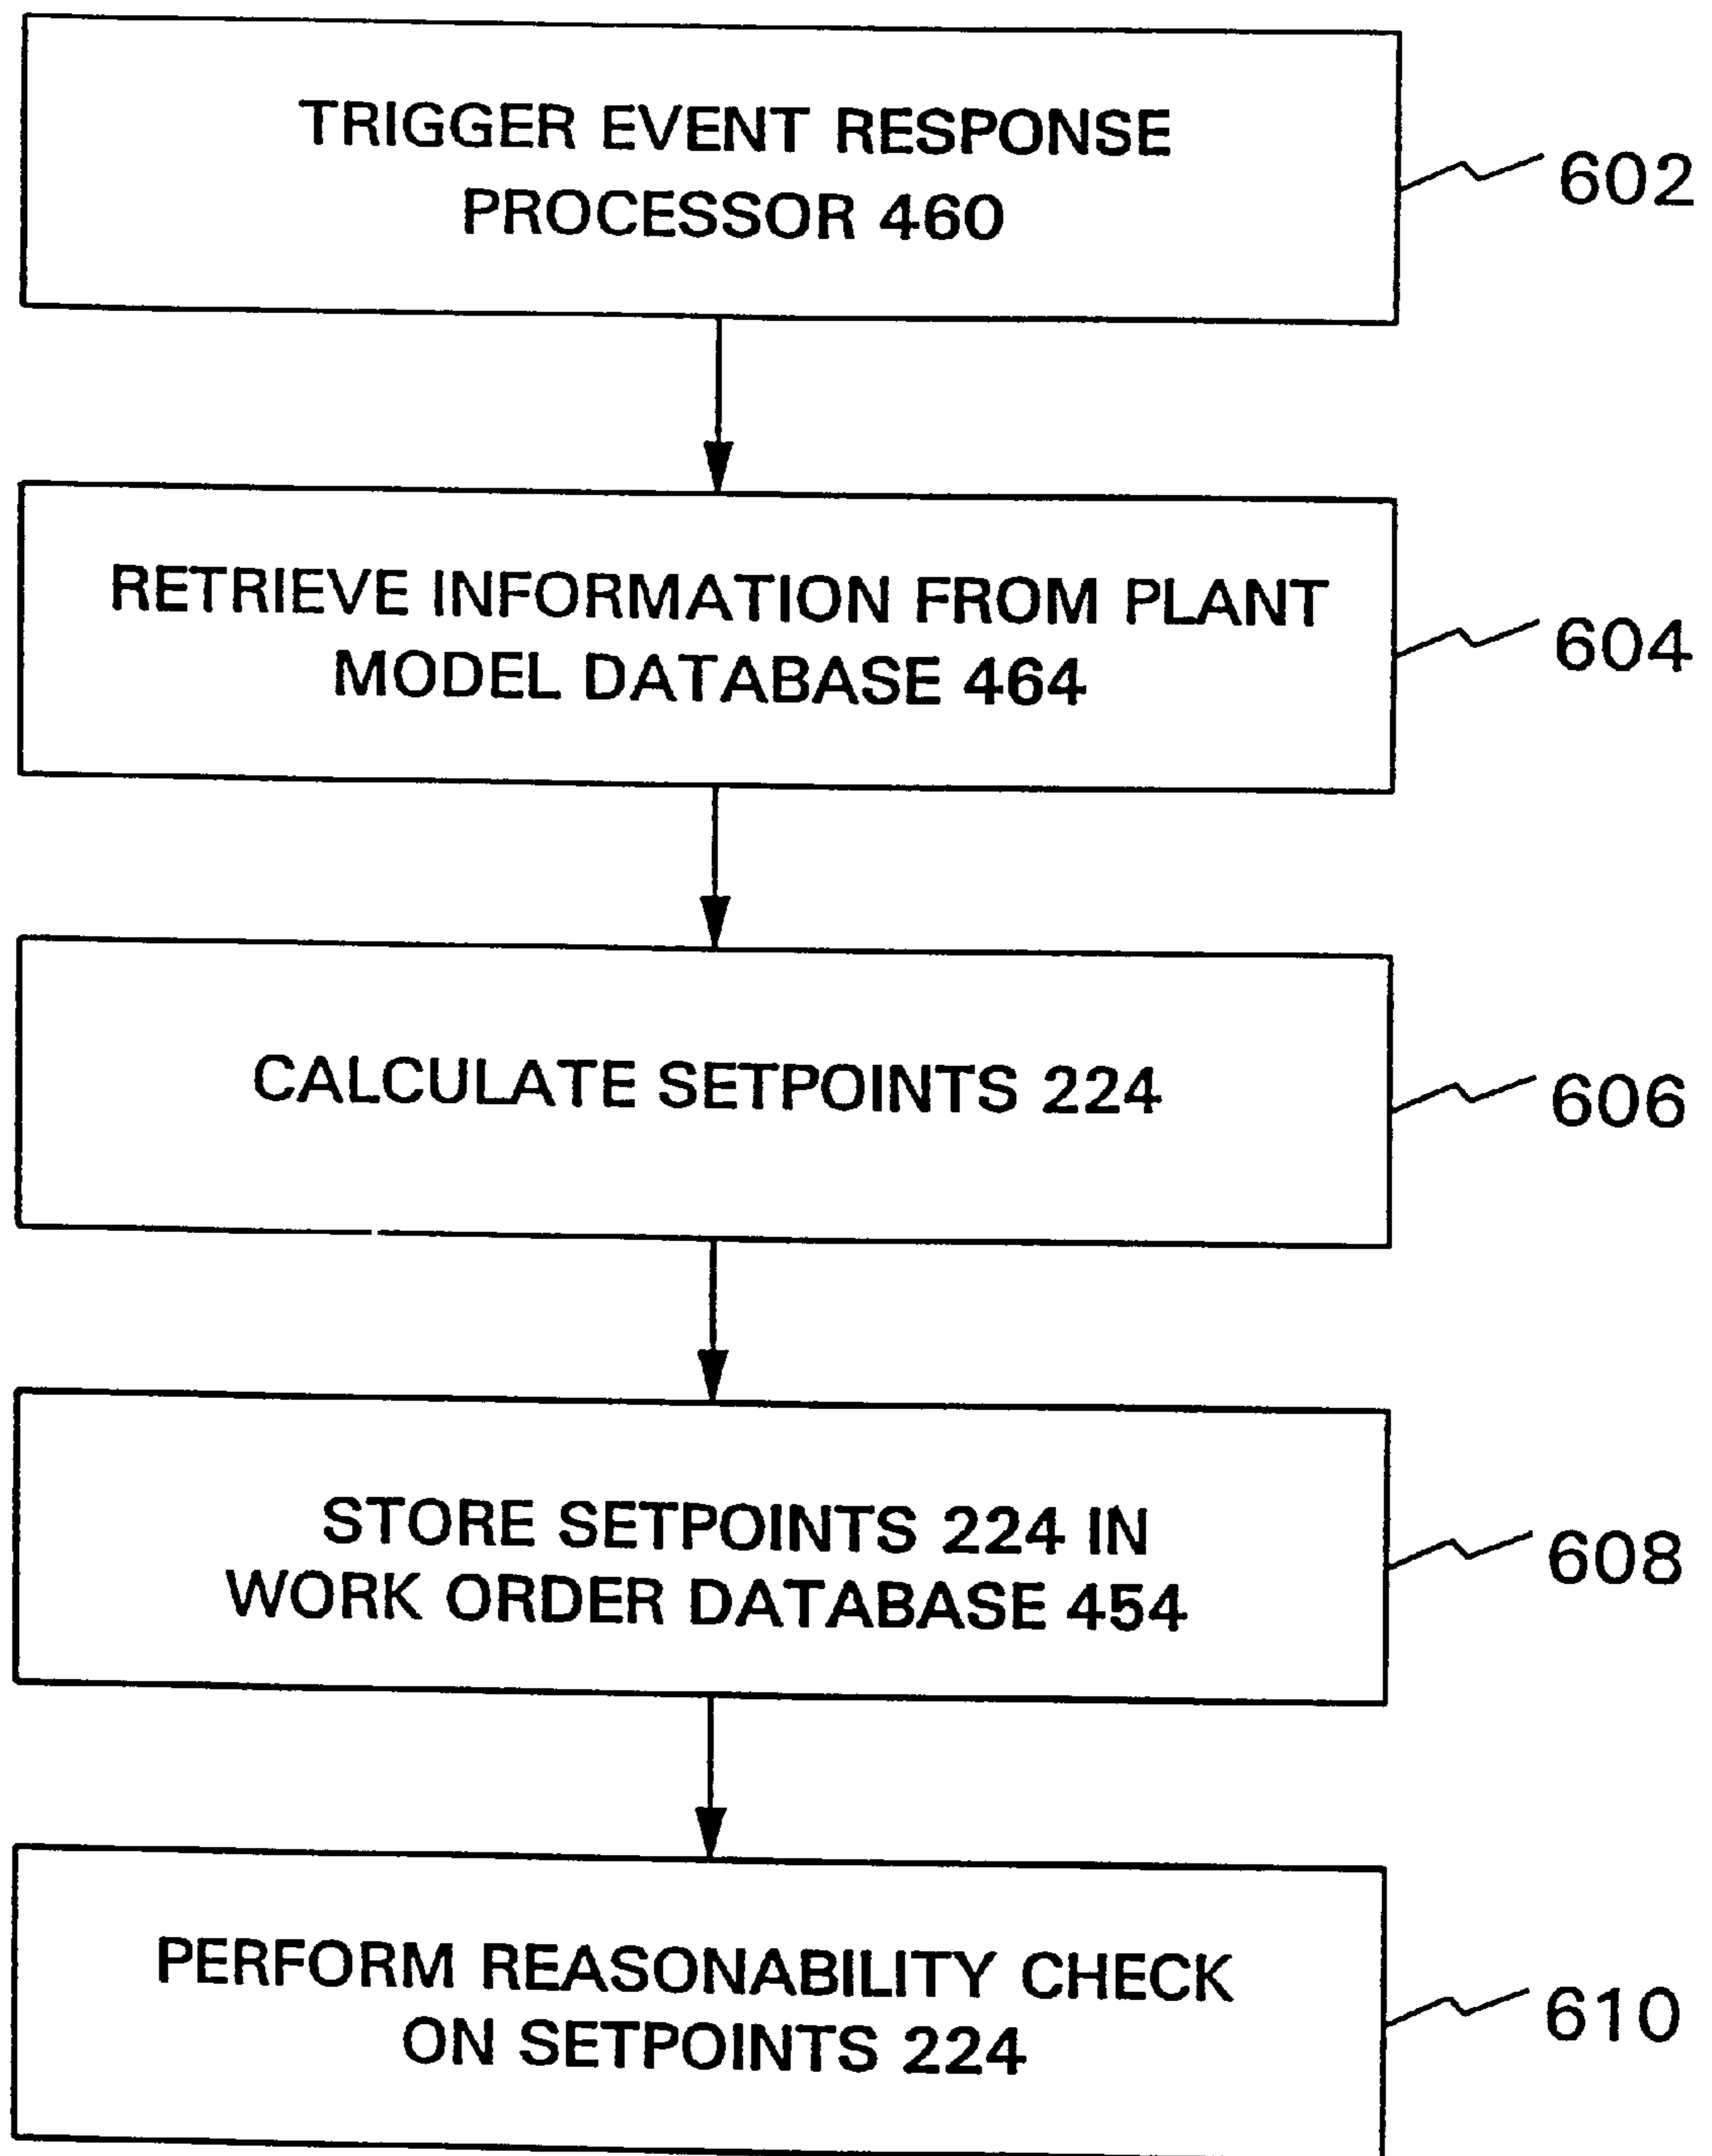 TRIGGER EVENT RESPONSE
PROCESSOR 460
602
RETRIEVE INFORMATION FROM PLANT
MODEL DATABASE 464
604
CALCULATE SETPOINTS 224
606
STORE SETPOINTS 224 IN
WORK ORDER DATABASE 454
608
PERFORM REASONABILITY CHECK
ON SETPOINTS 224
610